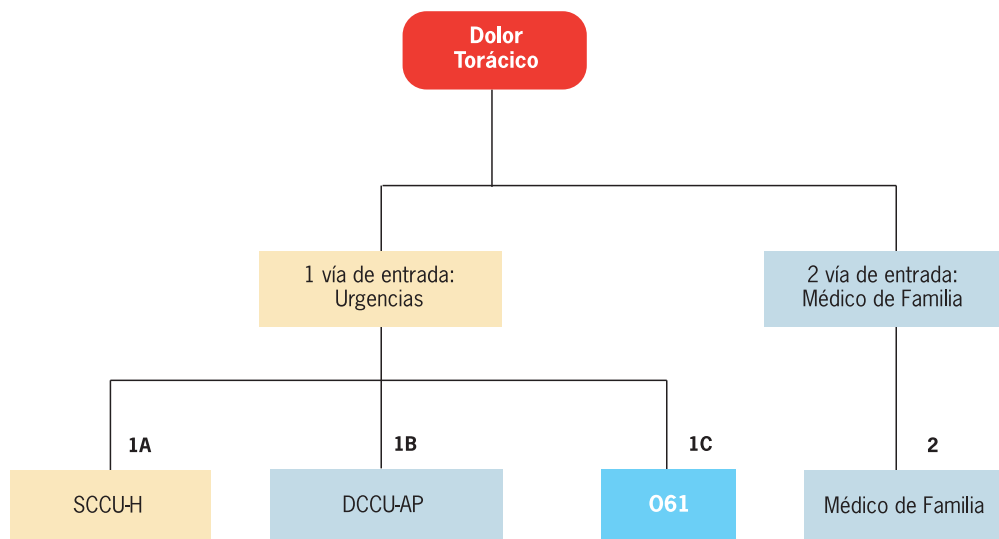 Dolor
Torácico
1 vía de entrada:
Urgencias
2 vía de entrada:
Médico de Familia
1A
1B
1C
2
SCCU-H
DCCU-AP
061
Médico de Familia